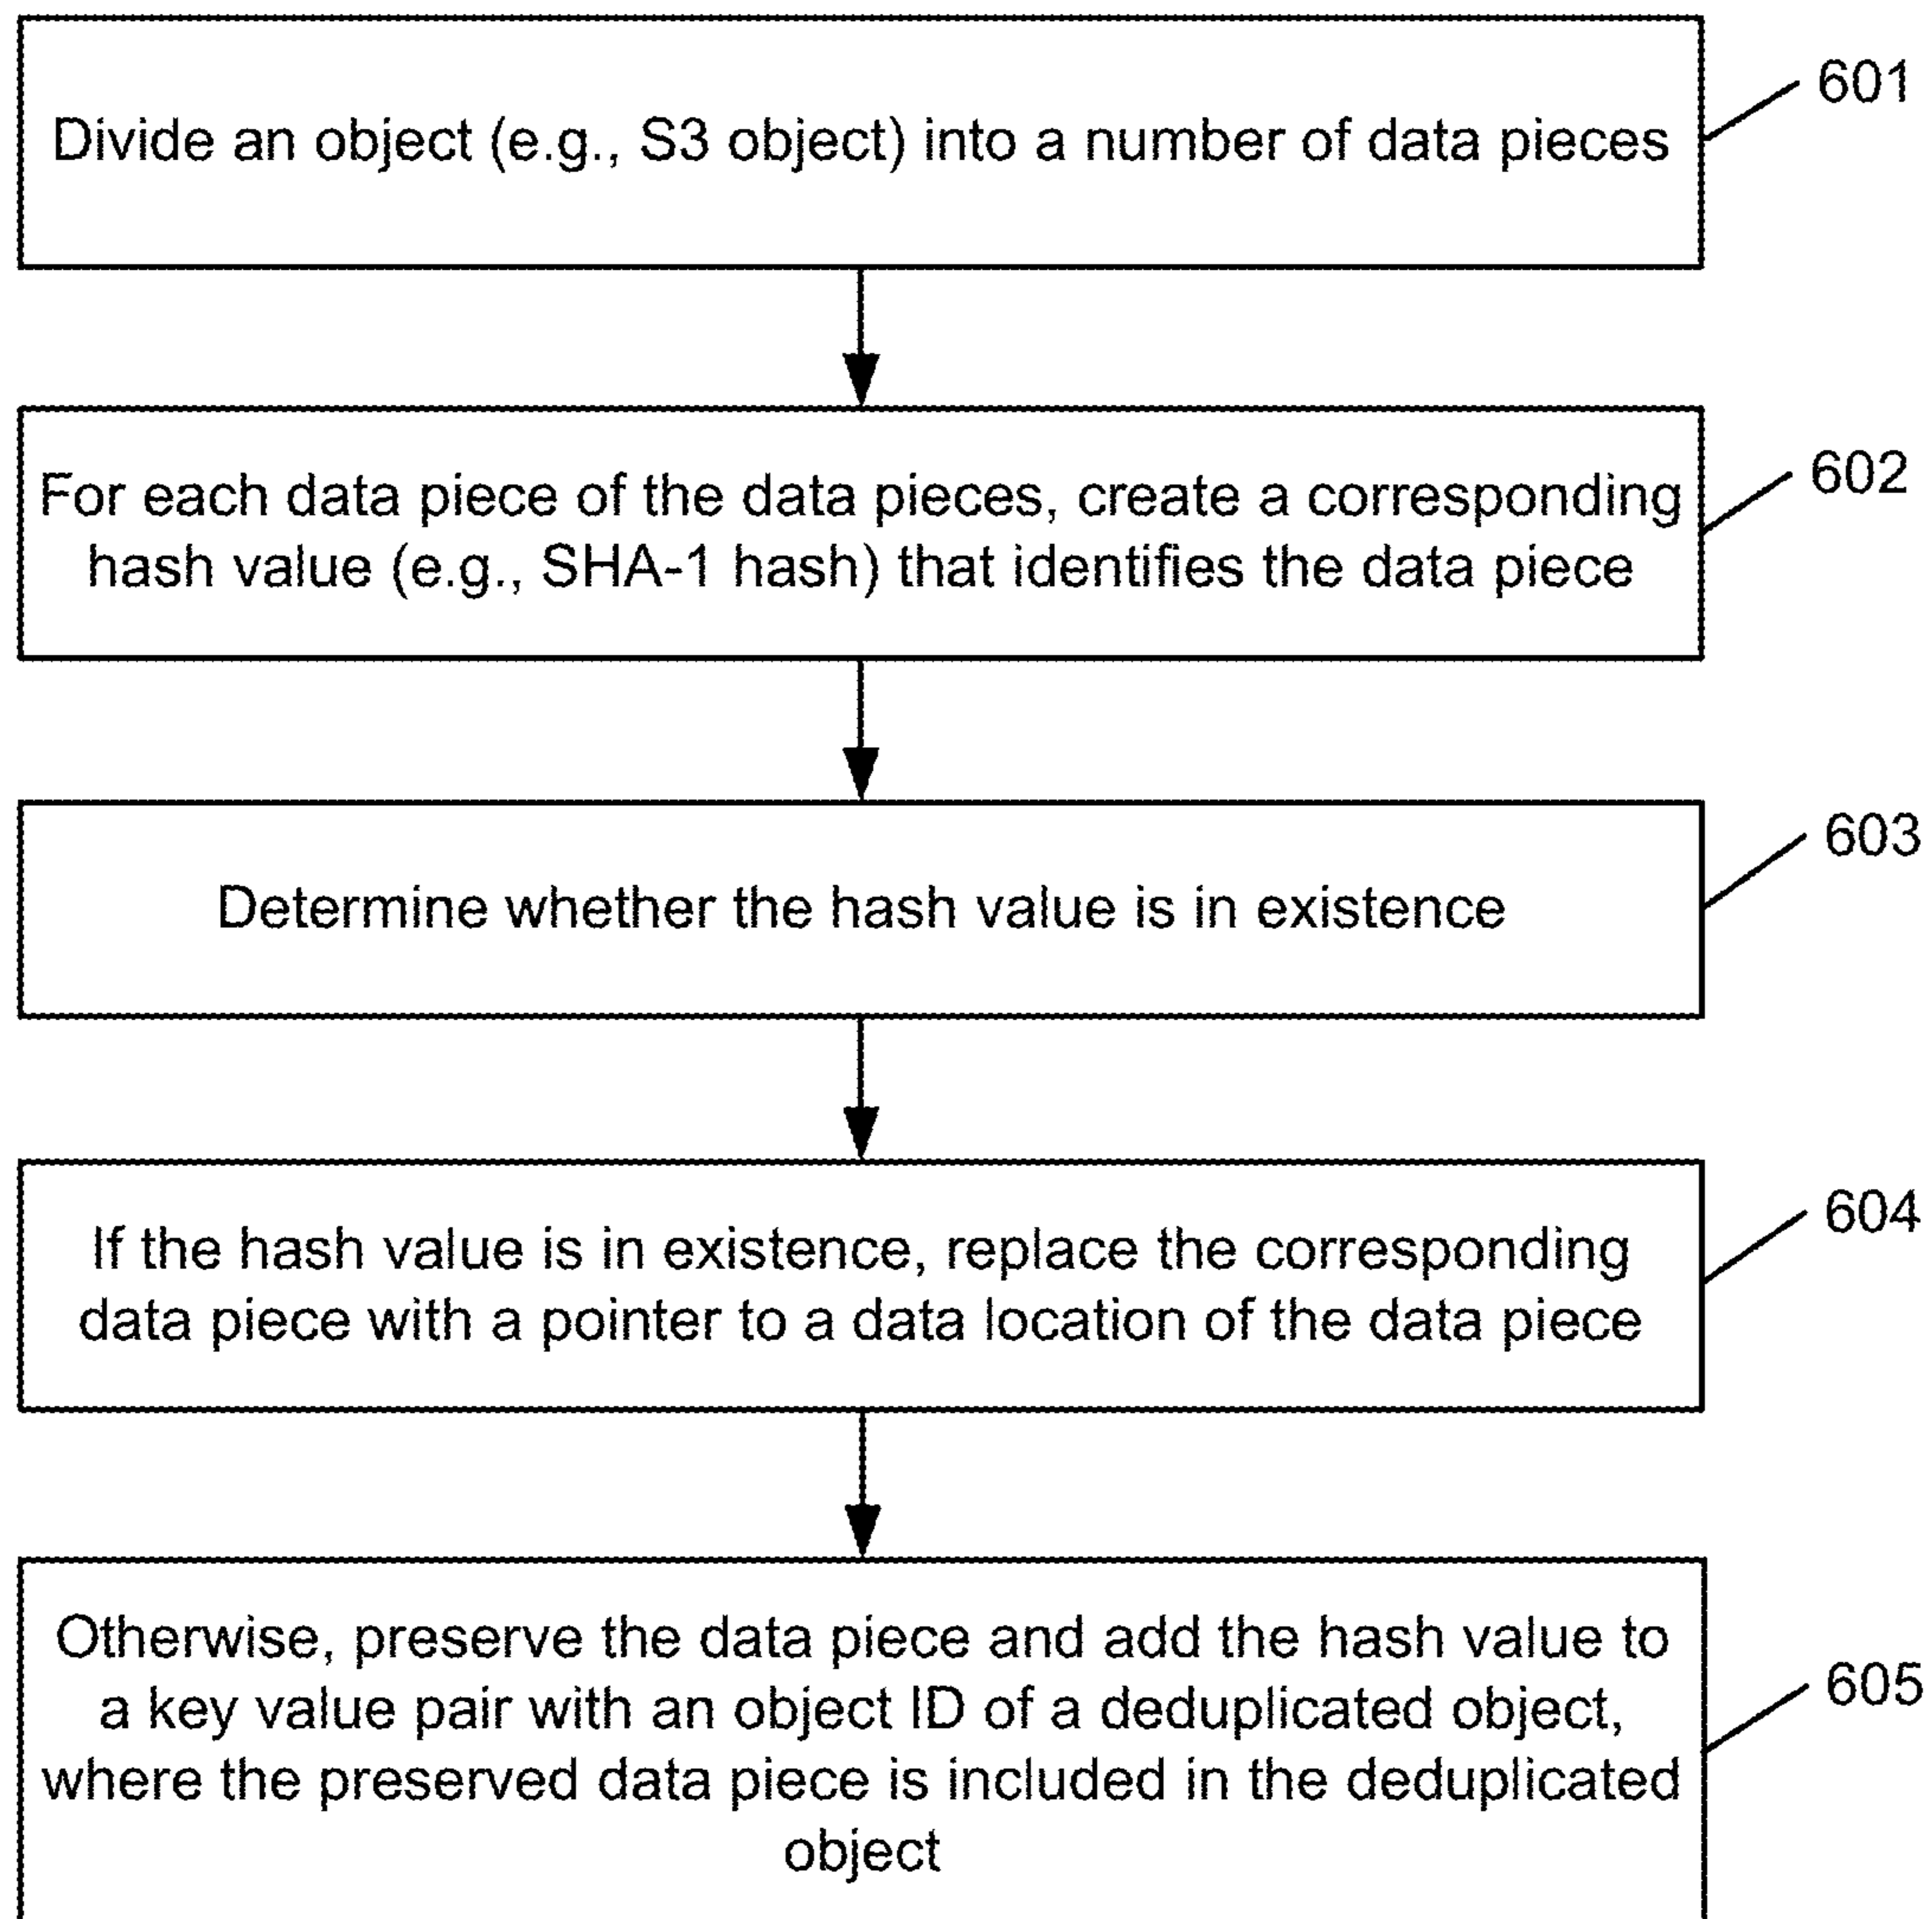 601
Divide an object (e.g., S3 object) into a number of data pieces
602
For each data piece of the data pieces, create a corresponding
hash value (e.g., SHA-1 hash) that identifies the data piece
603
Determine whether the hash value is in existence
604
If the hash value is in existence, replace the corresponding
data piece with a pointer to a data location of the data piece
605
Otherwise, preserve the data piece and add the hash value to
a key value pair with an object ID of a deduplicated object,
where the preserved data piece is included in the deduplicated
object